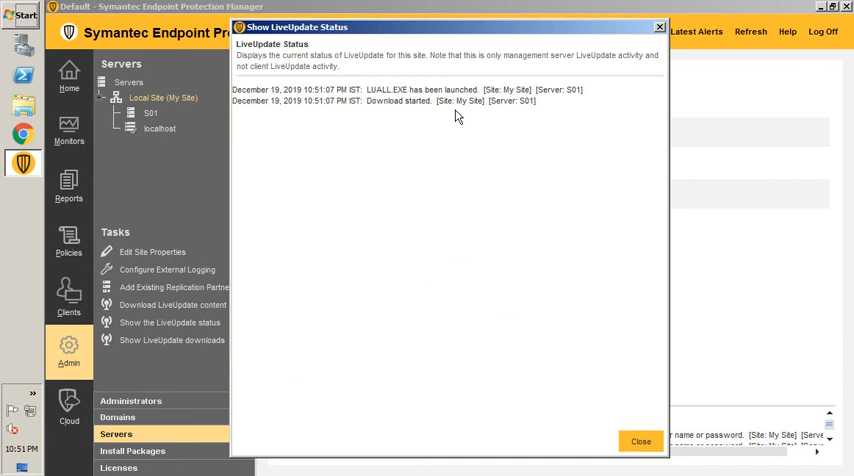 Start
Default - Symantec Endpoint Protection Manager
Symantec Endpoint Pr
Latest Alerts
Refresh
Help
Log Off
Home
Monitors
Reports
Policies
Clients
Admin
Cloud
Servers
Servers
Local Site (My Site)
S01
localhost
Tasks
Edit Site Properties
Configure External Logging
Add Existing Replication Partne
Download LiveUpdate content
Show the LiveUpdate status
Show LiveUpdate downloads
Administrators
Domains
Servers
Install Packages
Licenses
Show LiveUpdate Status
LiveUpdate Status
Displays the current status of LiveUpdate for this site. Note that this is only management server LiveUpdate activity and
not client LiveUpdate activity.
December 19, 2019 10:51:07 PM IST: LUALL.EXE has been launched. [Site: My Site] [Server: S01]
December 19, 2019 10:51:07 PM IST: Download started. [Site: My Site] [Server: S01]
Close
r name or password. [Site: My Site] [Serve
10:51 PM